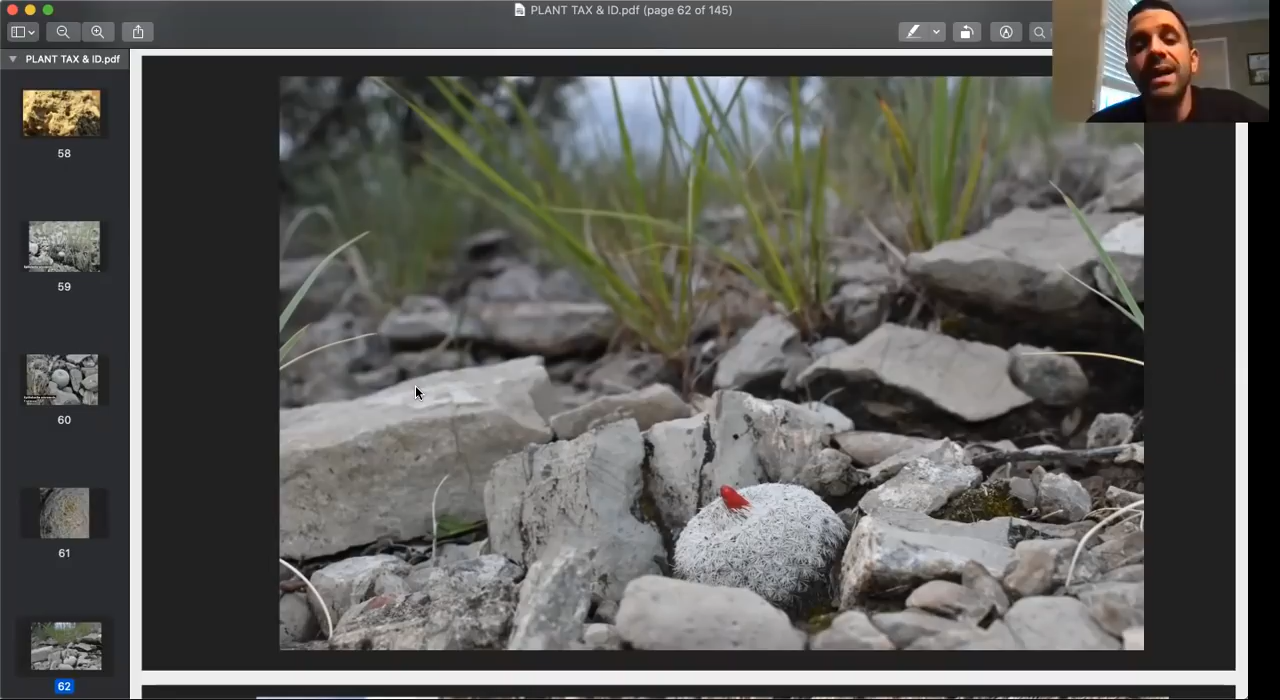 PLANT TAX & ID.pdf (page 62 of 145)
PLANT TAX & ID.pdf
58
59
60
61
62